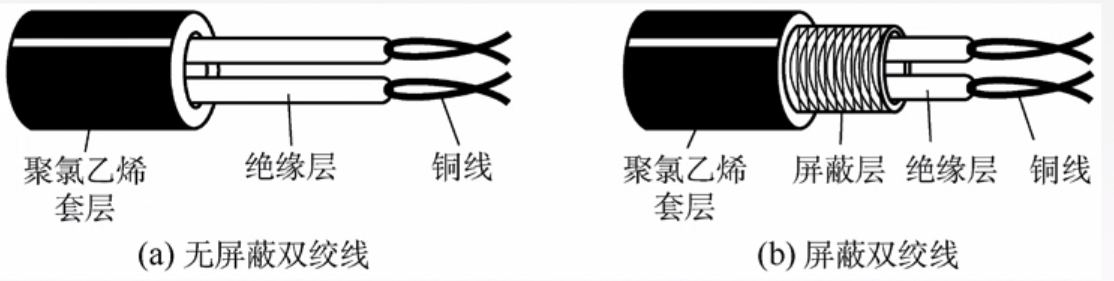 聚氯乙烯
套层
绝缘层
铜线
(a) 无屏蔽双绞线
聚氯乙烯
套层
屏蔽层
绝缘层
铜线
(b) 屏蔽双绞线